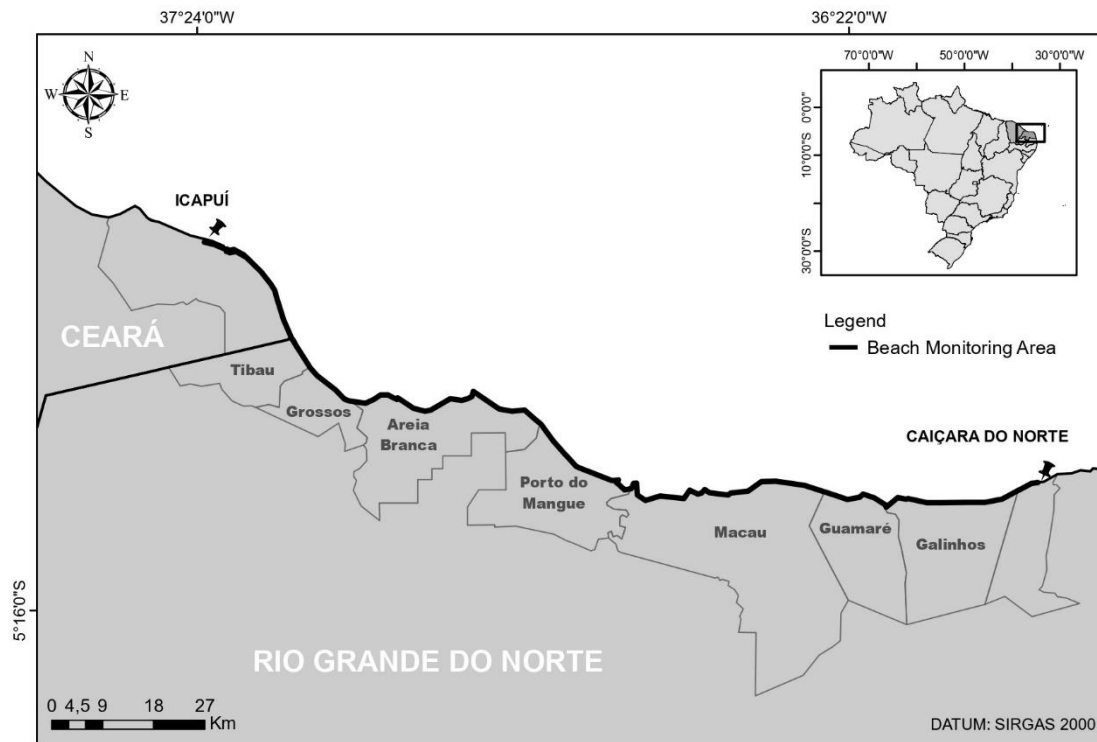 37°24'0"W
36°22'0"W
N
W
E
S
70°0'0"W
50°0'0"W
30°0'0"W
0°0'0"
10°0'0"S
30°0'0"S
ICAPUÍ
CEARÁ
Legend
Beach Monitoring Area
Tibau
Grossos
Areia
Branca
CAIÇARA DO NORTE
Porto do
Mangue
Macau
Guamaré
Galinhos
5°16'0"S
RIO GRANDE DO NORTE
0 4,5 9 18 27
Km
DATUM: SIRGAS 2000